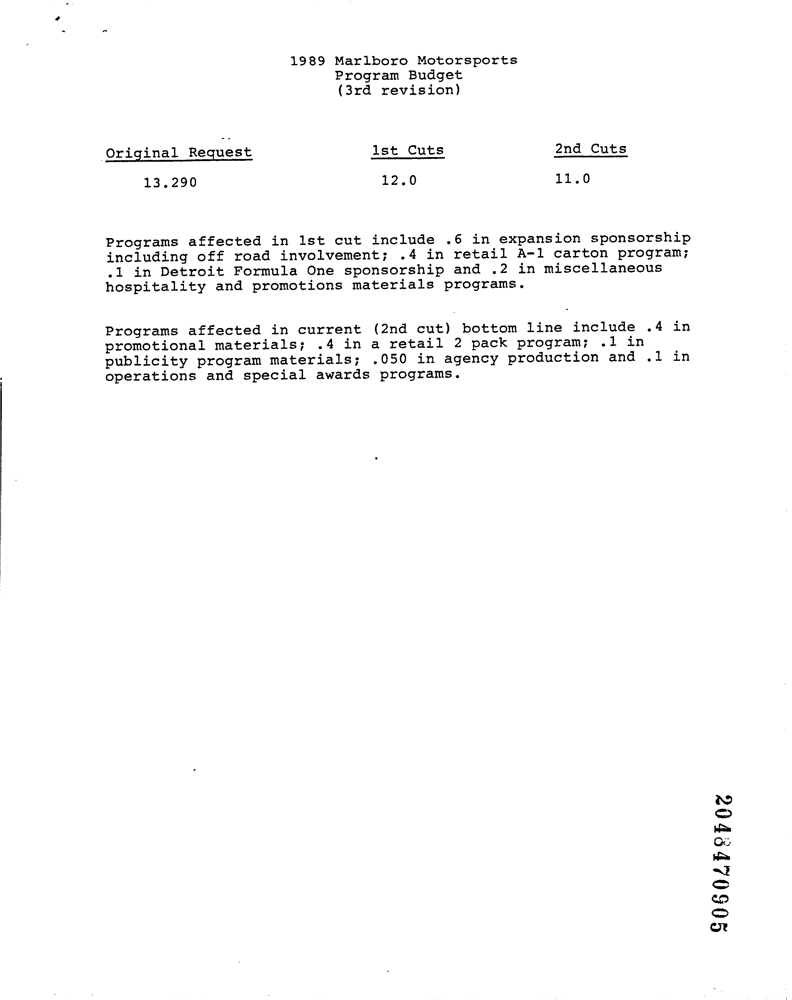 1989 Marlboro Motorsports
Program Budget
(3rd revision)
Original Request 1st Cuts 2nd Cuts
13.290 12.0 11.0
Programs affected in 1st cut include .6 in expansion sponsorship
including off road involvement; .4 in retail A-1 carton program;
.1 in Detroit Formula One sponsorship and .2 in miscellaneous
hospitality and promotions materials programs.
Programs affected in current (2nd cut) bottom line include .4 in
promotional materials; .4 in a retail 2 pack program; .1 in
publicity program materials; .050 in agency production and .1 in
operations and special awards programs.
2048470905